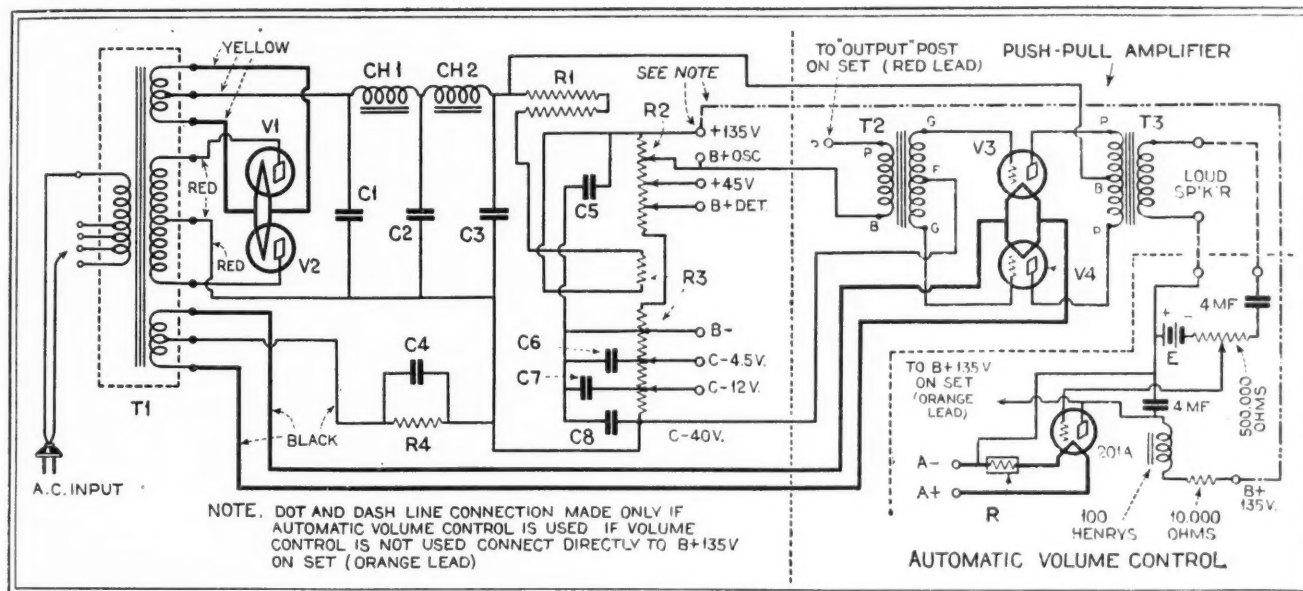 YELLOW
CH 1
CH 2
R1
SEE NOTE
R2
TO "OUTPUT" POST
ON SET (RED LEAD)
PUSH-PULL AMPLIFIER
V1
+135V
B+OSC
+45V
B+DET.
T2
P
B
G
F
G
V3
V4
P
B
P
T3
LOUD
SP'K'R
RED
RED
V2
C1
C2
C3
C5
R3
B-
C-4.5V.
C-12V.
C-40V.
C6
C7
C8
C4
R4
T1
BLACK
A.C. INPUT
4 MF
+ -
E
TO B+135V
ON SET
(ORANGE
LEAD)
4 MF
500,000
OHMS
201A
A-
A+
R
100
HENRYS
10,000
OHMS
B+
135V.
AUTOMATIC VOLUME CONTROL
NOTE. DOT AND DASH LINE CONNECTION MADE ONLY IF
AUTOMATIC VOLUME CONTROL IS USED IF VOLUME
CONTROL IS NOT USED CONNECT DIRECTLY TO B+135V
ON SET (ORANGE LEAD)